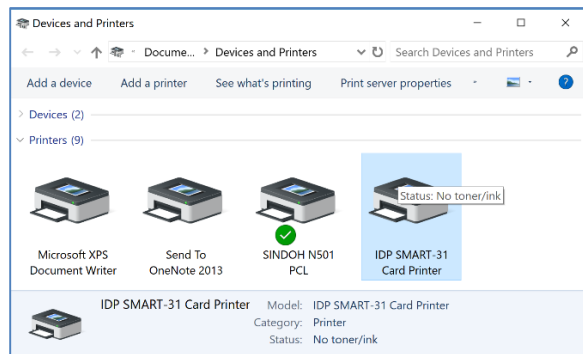 Devices and Printers
Docume... > Devices and Printers
Search Devices and Printers
Add a device Add a printer See what's printing Print server properties
Devices (2)
Printers (9)
Status: No toner/ink
Microsoft XPS
Document Writer
Send To
OneNote 2013
SINDOH N501
PCL
IDP SMART-31
Card Printer
IDP SMART-31 Card Printer
Model: IDP SMART-31 Card Printer
Category: Printer
Status: No toner/ink